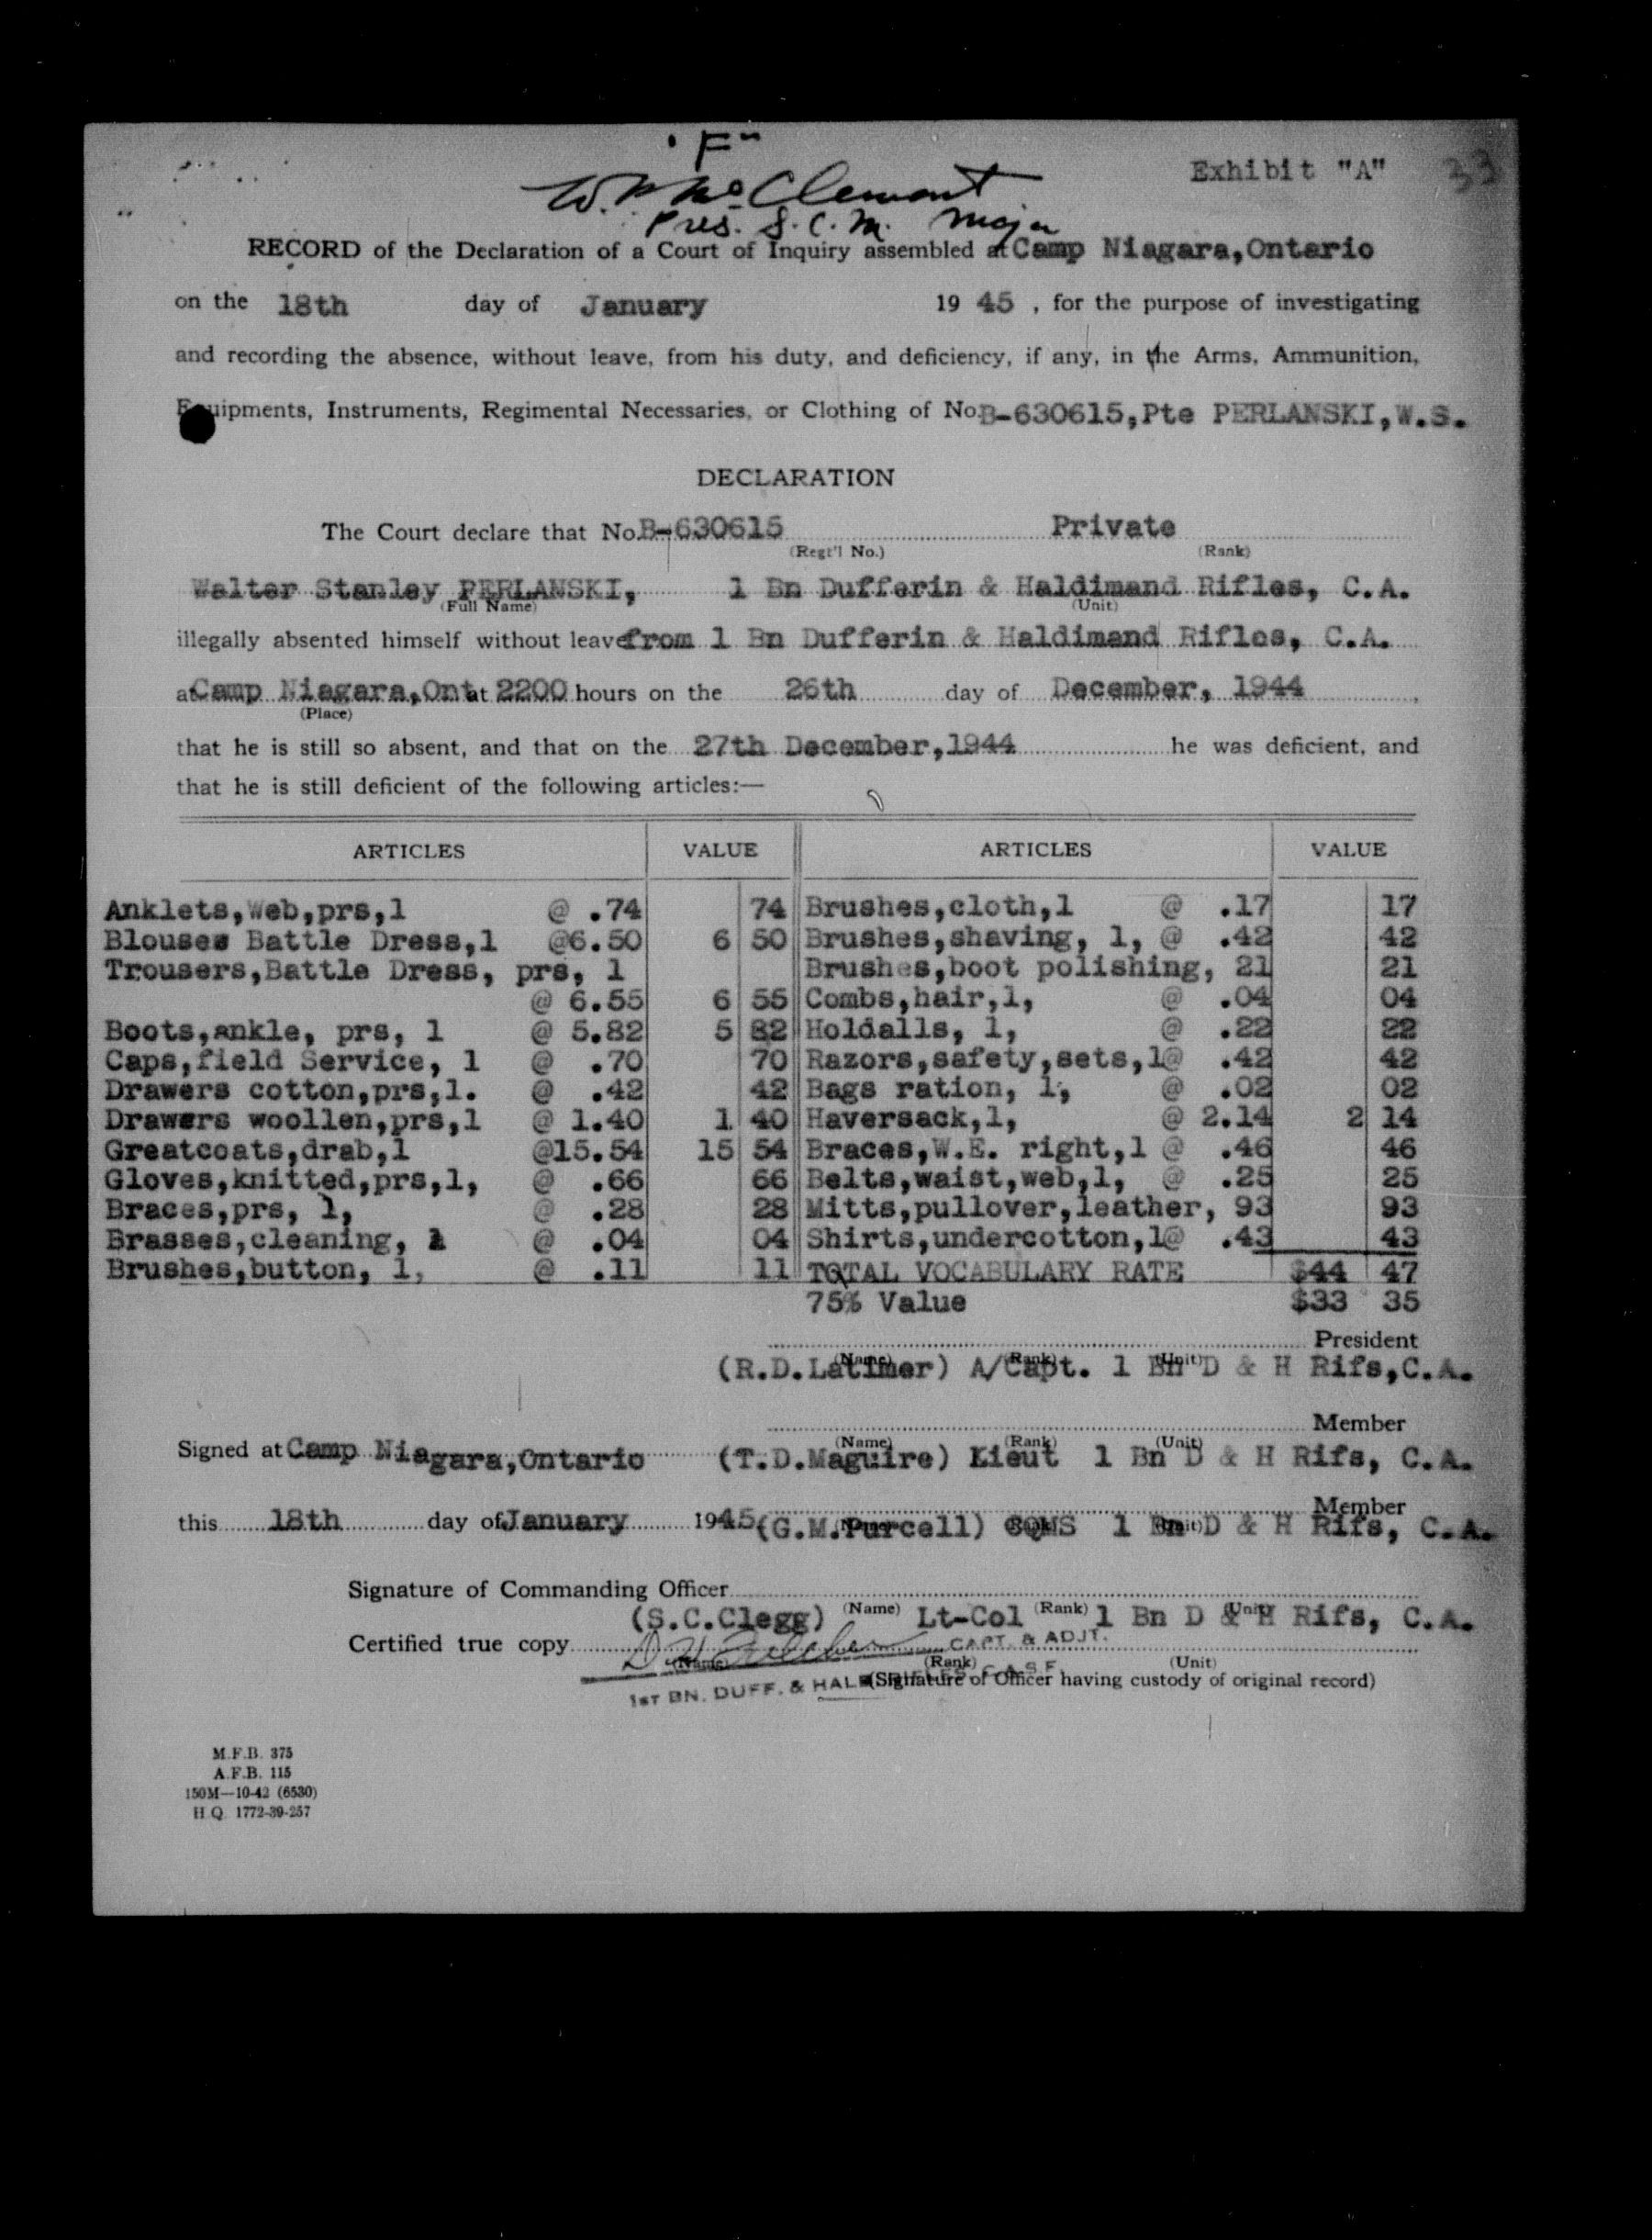 "F"
W. McClemont
Pres. S.C.M. Major
Exhibit "A" 33
RECORD of the Declaration of a Court of Inquiry assembled at Camp Niagara,Ontario
on the 18th day of January 19 45 , for the purpose of investigating
and recording the absence, without leave, from his duty, and deficiency, if any, in the Arms, Ammunition,
Equipments, Instruments, Regimental Necessaries, or Clothing of No. B-630615,Pte PERLANSKI,W.S.
DECLARATION
The Court declare that No. B-630615 Private
(Regt'l No.) (Rank)
Walter Stanley PERLANSKI, 1 Bn Dufferin & Haldimand Rifles, C.A.
(Full Name) (Unit)
illegally absented himself without leave from 1 Bn Dufferin & Haldimand Rifles, C.A.
at Camp Niagara,Ont at 2200 hours on the 26th day of December, 1944 ,
(Place)
that he is still so absent, and that on the 27th December,1944 he was deficient, and
that he is still deficient of the following articles:—
ARTICLES VALUE ARTICLES VALUE
Anklets,Web,prs,1 @ .74 74 Brushes,cloth,1 @ .17 17
Blouses Battle Dress,1 @6.50 6 50 Brushes,shaving, 1, @ .42 42
Trousers,Battle Dress, prs, 1 Brushes,boot polishing, 21 21
@ 6.55 6 55 Combs,hair,1, @ .04 04
Boots,ankle, prs, 1 @ 5.82 5 82 Holdalls, 1, @ .22 22
Caps,field Service, 1 @ .70 70 Razors,safety,sets,1@ .42 42
Drawers cotton,prs,1. @ .42 42 Bags ration, 1, @ .02 02
Drawers woollen,prs,1 @ 1.40 1 40 Haversack,1, @ 2.14 2 14
Greatcoats,drab,1 @15.54 15 54 Braces,W.E. right,1 @ .46 46
Gloves,knitted,prs,1, @ .66 66 Belts,waist,web,1, @ .25 25
Braces,prs, 1, @ .28 28 Mitts,pullover,leather, 93 93
Brasses,cleaning, 1 @ .04 04 Shirts,undercotton,1@ .43 43
Brushes,button, 1, @ .11 11 TOTAL VOCABULARY RATE $44 47
75% Value $33 35
President
(Name) (Rank) (Unit)
(R.D.Latimer) A/Capt. 1 Bn D & H Rifs,C.A.
Member
(Name) (Rank) (Unit)
Signed at Camp Niagara,Ontario (T.D.Maguire) Lieut 1 Bn D & H Rifs, C.A.
Member
this 18th day of January 1945 (G.M.Purcell) CQMS 1 Bn D & H Rifs, C.A.
(Unit)
Signature of Commanding Officer
(S.C.Clegg) (Name) Lt-Col (Rank) 1 Bn D & H (Unit) Rifs, C.A.
Certified true copy CAPT. & ADJT.
(Name) (Rank) (Unit)
1ST BN. DUFF. & HALD RIFLES C.A.S.F.
(Signature of Officer having custody of original record)
M.F.B. 375
A.F.B. 115
150M—10-42 (6530)
H.Q. 1772-39-257